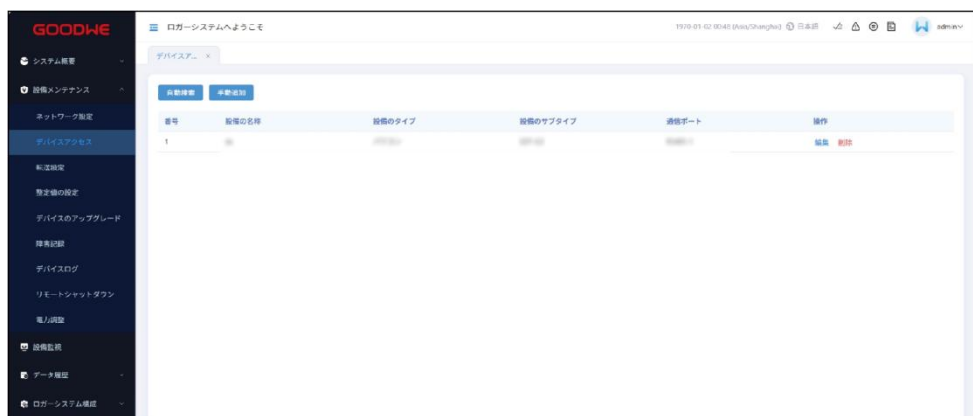 GOODWE
ロガーシステムへようこそ
1970-01-02 00:40 (Asia/Shanghai) 日本語
admin
デバイスア... ×
システム概要
設備メンテナンス
ネットワーク設定
デバイスアクセス
転送設定
整定値の設定
デバイスのアップグレード
障害記録
デバイスログ
リモートシャットダウン
電力調整
設備監視
データ履歴
ロガーシステム構成
自動検索 手動追加
番号 設備の名称 設備のタイプ 設備のサブタイプ 通信ポート 操作
1 編集 削除